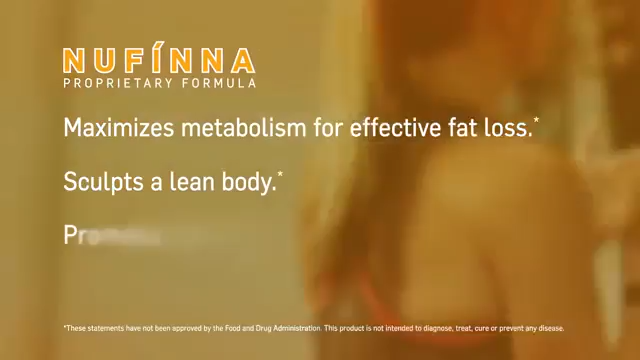 NUFÍNNA
PROPRIETARY FORMULA
Maximizes metabolism for effective fat loss.*
Sculpts a lean body.*
*These statements have not been approved by the Food and Drug Administration. This product is not intended to diagnose, treat, cure or prevent any disease.